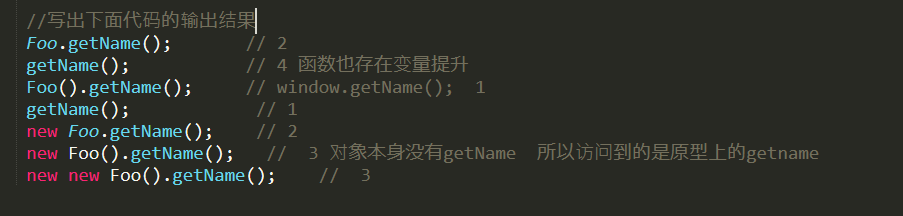 //写出下面代码的输出结果
Foo.getName(); // 2
getName(); // 4 函数也存在变量提升
Foo().getName(); // window.getName(); 1
getName(); // 1
new Foo.getName(); // 2
new Foo().getName(); // 3 对象本身没有getName 所以访问到的是原型上的getname
new new Foo().getName(); // 3